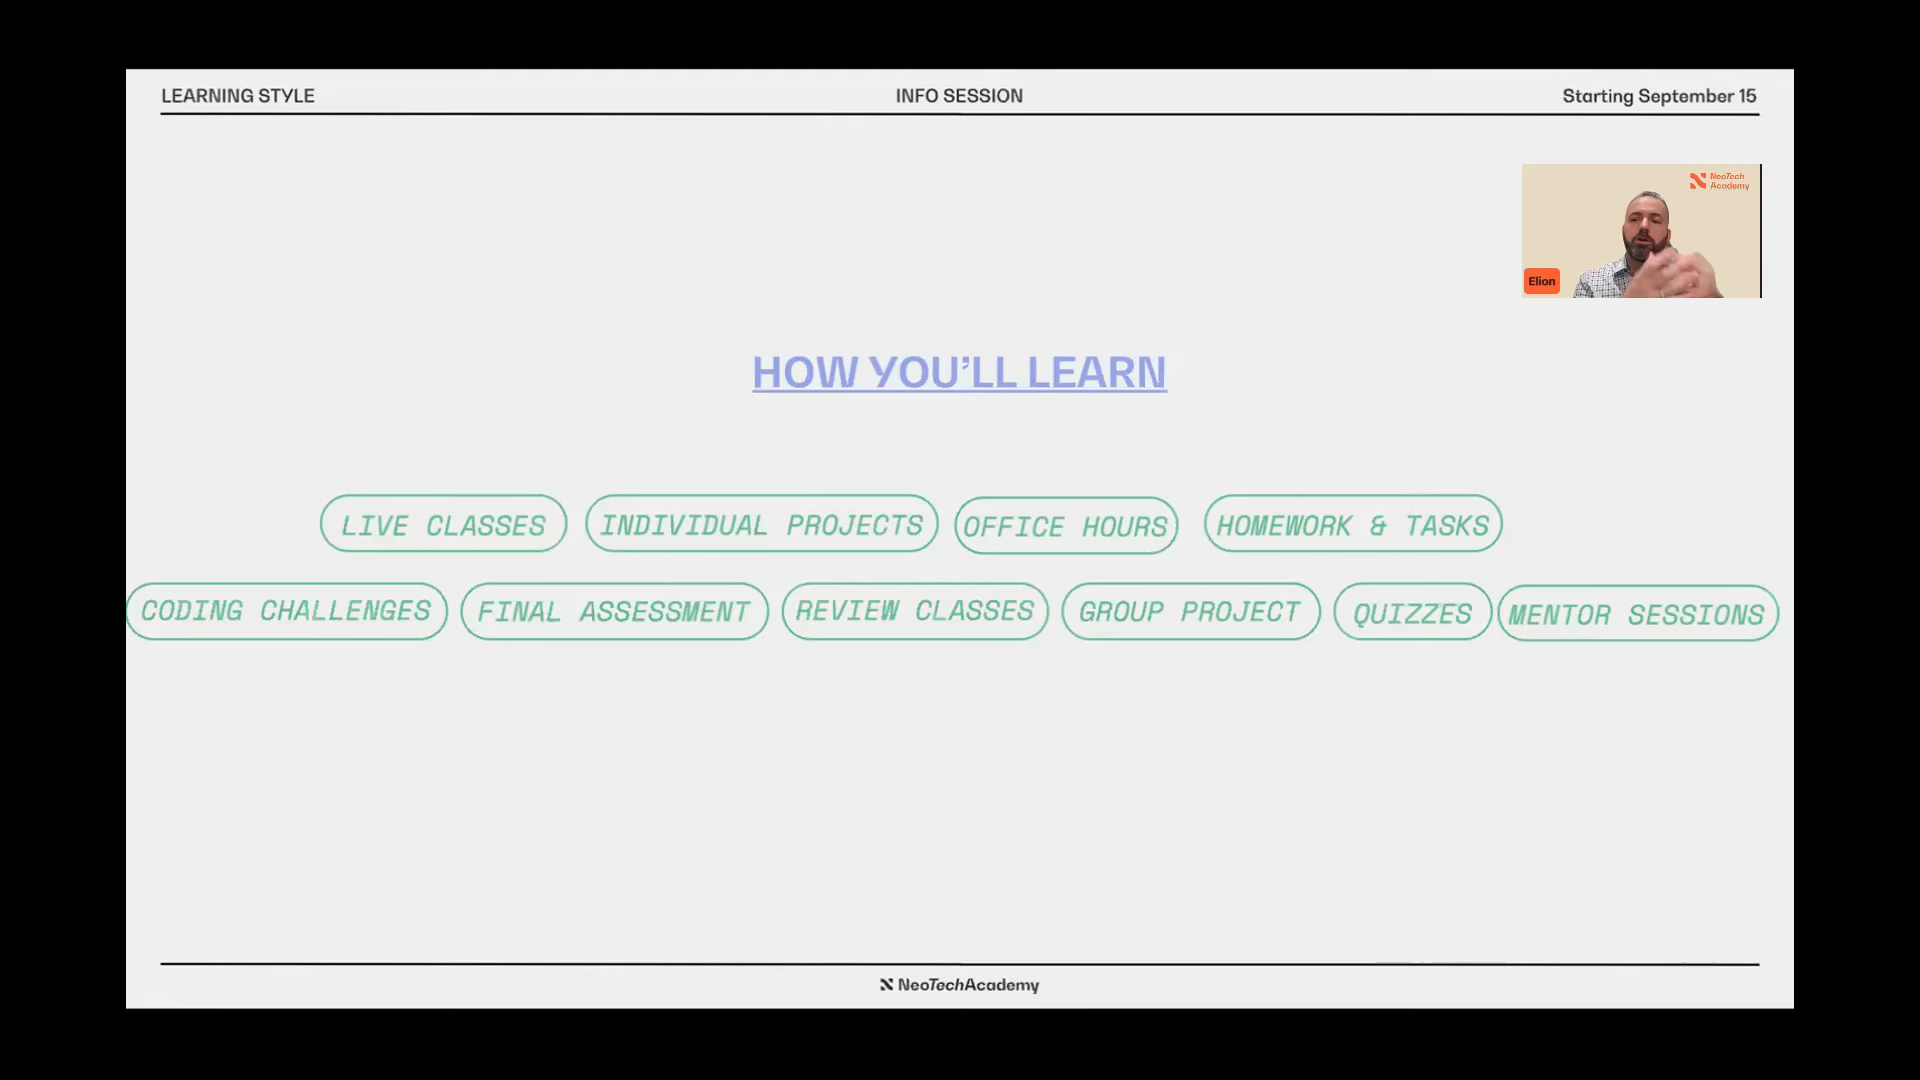 LEARNING STYLE
INFO SESSION
Starting September 15
NeoTech
Academy
Elion
HOW YOU’LL LEARN
LIVE CLASSES
INDIVIDUAL PROJECTS
OFFICE HOURS
HOMEWORK & TASKS
CODING CHALLENGES
FINAL ASSESSMENT
REVIEW CLASSES
GROUP PROJECT
QUIZZES
MENTOR SESSIONS
NeoTechAcademy